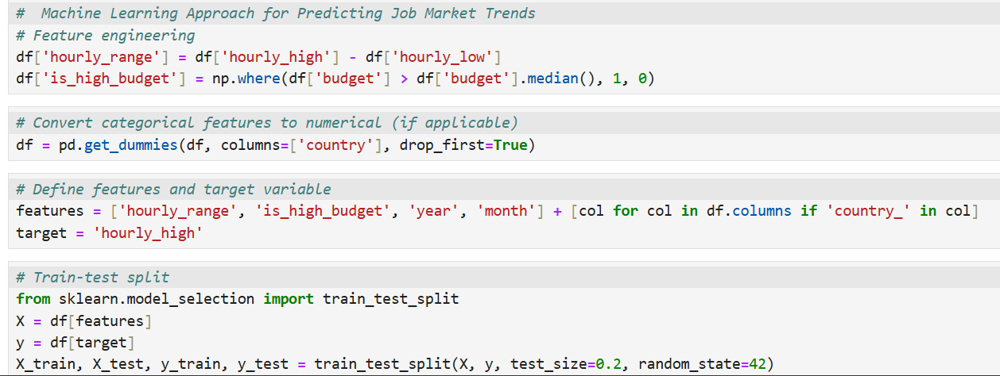 #  Machine Learning Approach for Predicting Job Market Trends
# Feature engineering
df['hourly_range'] = df['hourly_high'] - df['hourly_low']
df['is_high_budget'] = np.where(df['budget'] > df['budget'].median(), 1, 0)
# Convert categorical features to numerical (if applicable)
df = pd.get_dummies(df, columns=['country'], drop_first=True)
# Define features and target variable
features = ['hourly_range', 'is_high_budget', 'year', 'month'] + [col for col in df.columns if 'country_' in col]
target = 'hourly_high'
# Train-test split
from sklearn.model_selection import train_test_split
X = df[features]
y = df[target]
X_train, X_test, y_train, y_test = train_test_split(X, y, test_size=0.2, random_state=42)